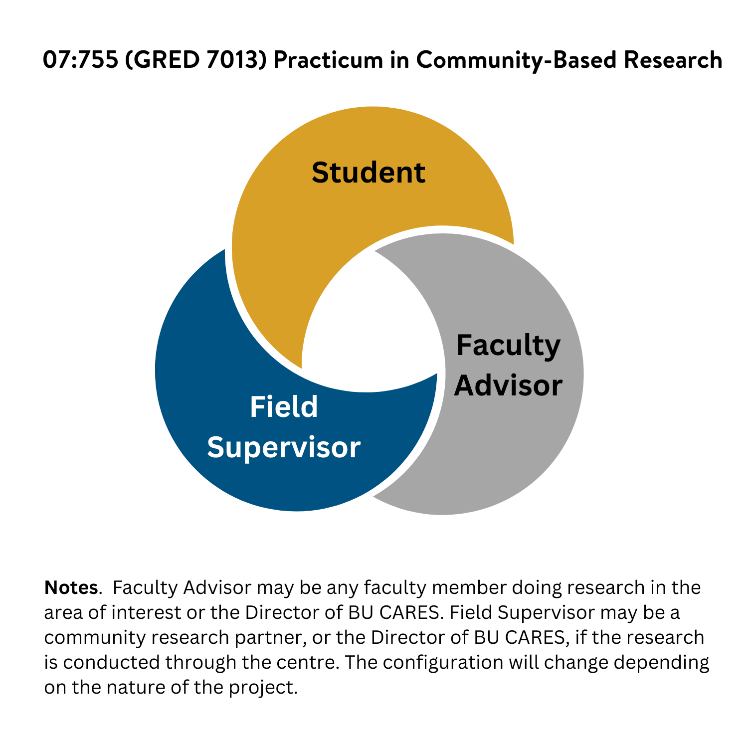 07:755 (GRED 7013) Practicum in Community-Based Research
Student
Faculty
Advisor
Field
Supervisor
Notes.  Faculty Advisor may be any faculty member doing research in the
area of interest or the Director of BU CARES. Field Supervisor may be a
community research partner, or the Director of BU CARES, if the research
is conducted through the centre. The configuration will change depending
on the nature of the project.